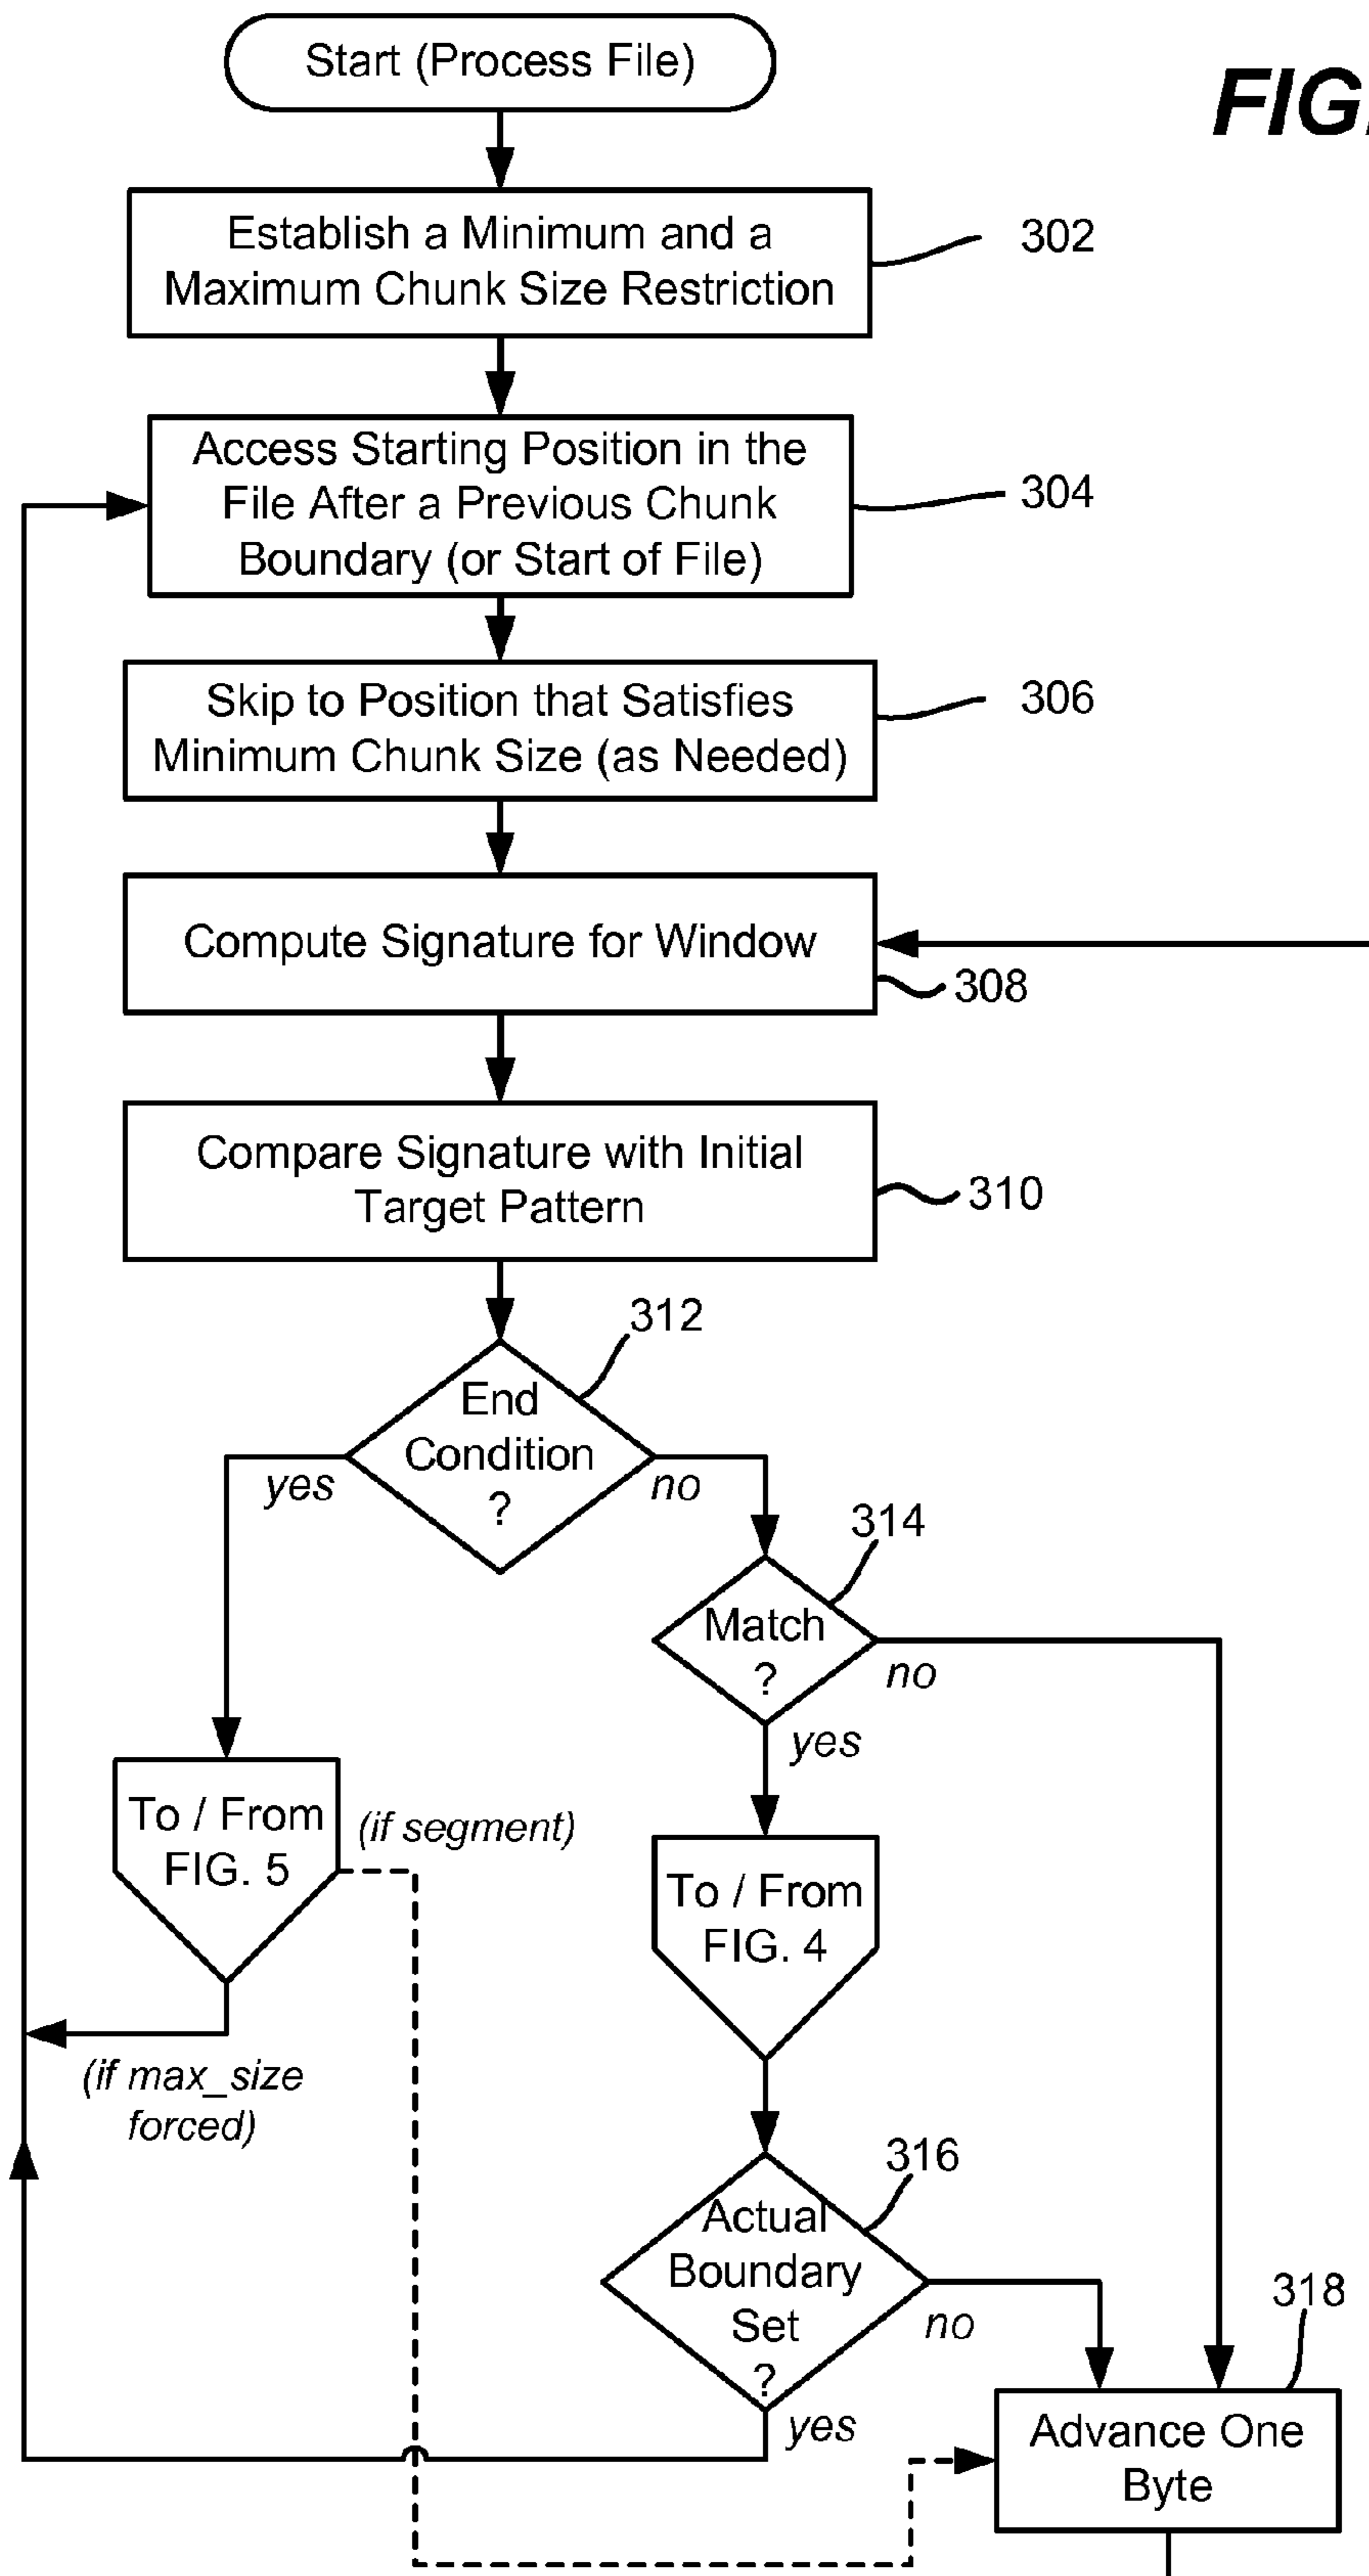 Start (Process File)
FIG.
Establish a Minimum and a
Maximum Chunk Size Restriction
302
Access Starting Position in the
File After a Previous Chunk
Boundary (or Start of File)
304
Skip to Position that Satisfies
Minimum Chunk Size (as Needed)
306
Compute Signature for Window
308
Compare Signature with Initial
Target Pattern
310
312
End
Condition
?
yes
no
314
Match
?
no
yes
To / From
FIG. 5
(if segment)
To / From
FIG. 4
(if max_size
forced)
316
Actual
Boundary
Set
?
no
yes
318
Advance One
Byte